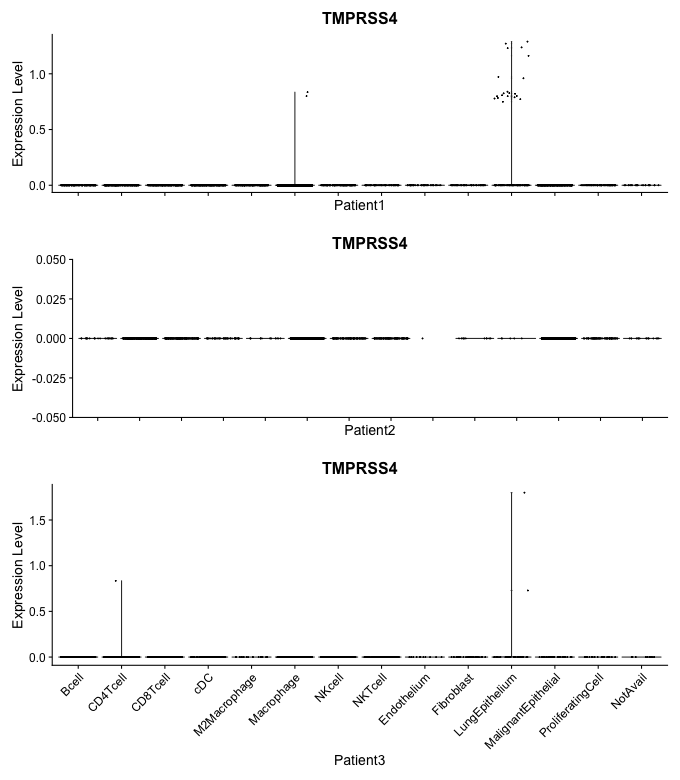 TMPRSS4
Expression Level
1.0
0.5
0.0
Patient1
TMPRSS4
Expression Level
0.050
0.025
0.000
-0.025
-0.050
Patient2
TMPRSS4
Expression Level
1.5
1.0
0.5
0.0
Bcell
CD4Tcell
CD8Tcell
cDC
M2Macrophage
Macrophage
NKcell
NKTcell
Endothelium
Fibroblast
LungEpithelium
MalignantEpithelial
ProliferatingCell
NotAvail
Patient3